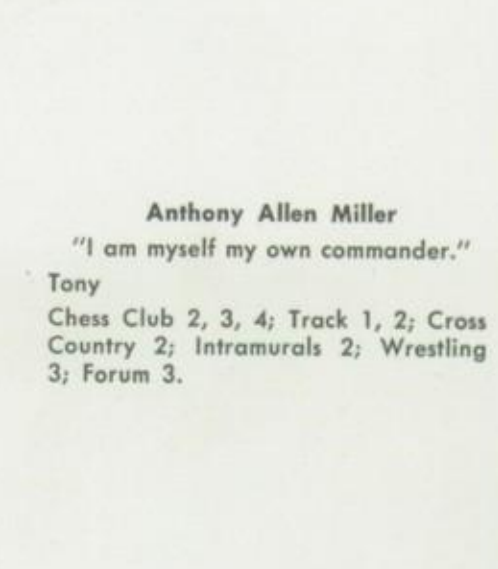 Anthony Allen Miller
"I am myself my own commander."
Tony
Chess Club 2, 3, 4; Track 1, 2; Cross
Country 2; Intramurals 2; Wrestling
3; Forum 3.